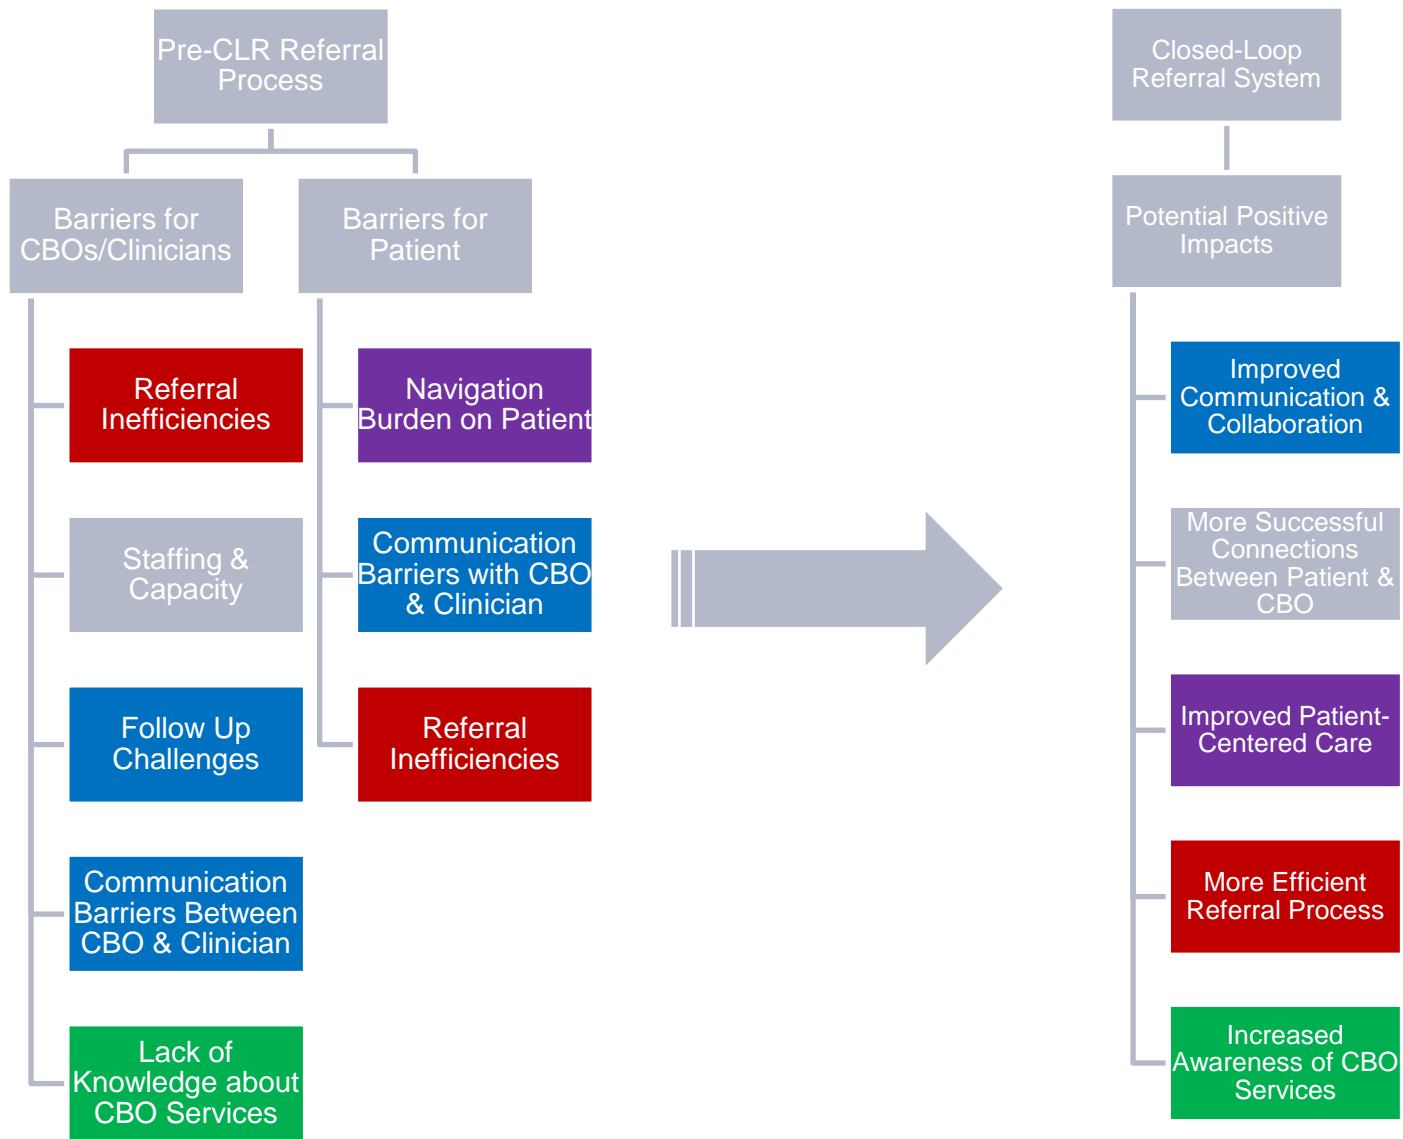 Pre-CLR Referral
Process
Barriers for
CBOs/Clinicians
Referral
Inefficiencies
Staffing &
Capacity
Follow Up
Challenges
Communication
Barriers Between
CBO & Clinician
Lack of
Knowledge about
CBO Services
Barriers for
Patient
Navigation
Burden on Patient
Communication
Barriers with CBO
& Clinician
Referral
Inefficiencies
Closed-Loop
Referral System
Potential Positive
Impacts
Improved
Communication &
Collaboration
More Successful
Connections
Between Patient &
CBO
Improved Patient-
Centered Care
More Efficient
Referral Process
Increased
Awareness of CBO
Services